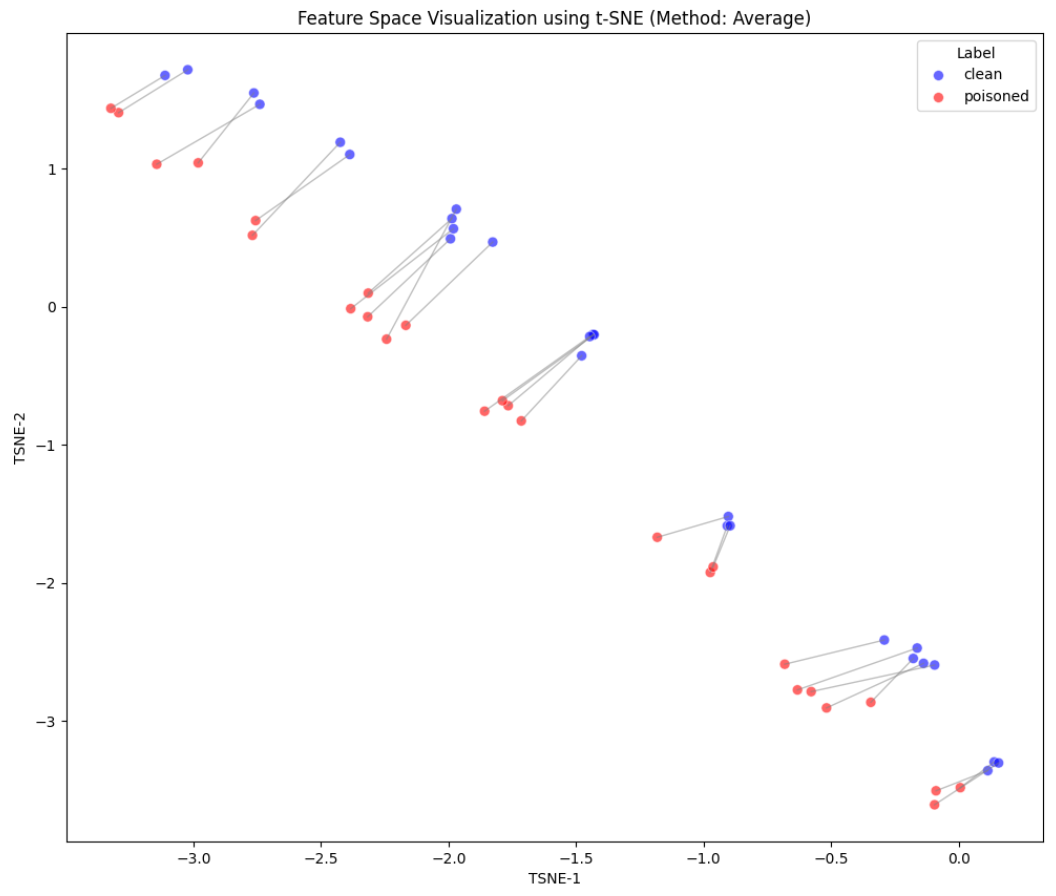 Feature Space Visualization using t-SNE (Method: Average)
Label
clean
poisoned
1
0
−1
−2
−3
TSNE-2
−3.0
−2.5
−2.0
−1.5
−1.0
−0.5
0.0
TSNE-1